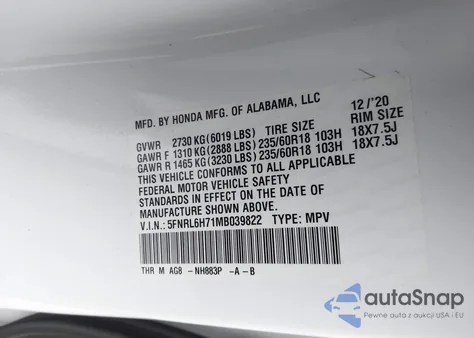 MFD. BY HONDA MFG. OF ALABAMA, LLC 12/'20
GVWR 2730 KG(6019 LBS) TIRE SIZE RIM SIZE
GAWR F 1310 KG(2888 LBS)235/60R18 103H 18X7.5J
GAWR R 1465 KG(3230 LBS)235/60R18 103H 18X7.5J
THIS VEHICLE CONFORMS TO ALL APPLICABLE
FEDERAL MOTOR VEHICLE SAFETY
STANDARDS IN EFFECT ON THE DATE OF
MANUFACTURE SHOWN ABOVE.
V.I.N.: 5FNRL6H71MB039822 TYPE: MPV
THR M AG8 -NH883P -A-B
autoSnap
Pewne auta z aukcji USA i EU